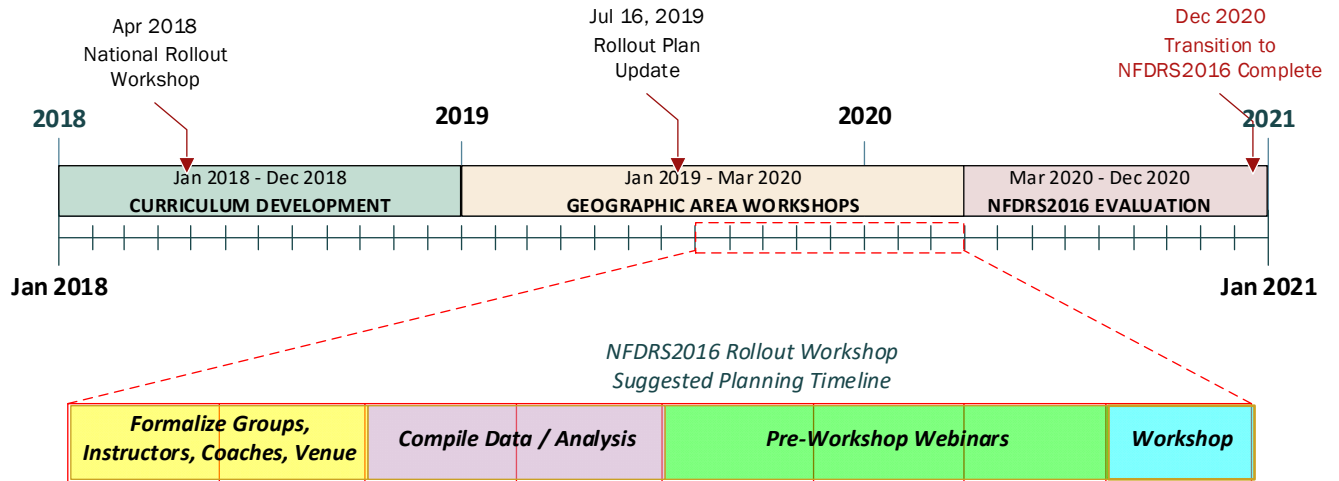 Apr 2018
National Rollout
Workshop
Jul 16, 2019
Rollout Plan
Update
Dec 2020
Transition to
NFDRS2016 Complete
2018
2019
2020
2021
Jan 2018 - Dec 2018
CURRICULUM DEVELOPMENT
Jan 2019 - Mar 2020
GEOGRAPHIC AREA WORKSHOPS
Mar 2020 - Dec 2020
NFDRS2016 EVALUATION
Jan 2018
Jan 2021
NFDRS2016 Rollout Workshop
Suggested Planning Timeline
Formalize Groups,
Instructors, Coaches, Venue
Compile Data / Analysis
Pre-Workshop Webinars
Workshop